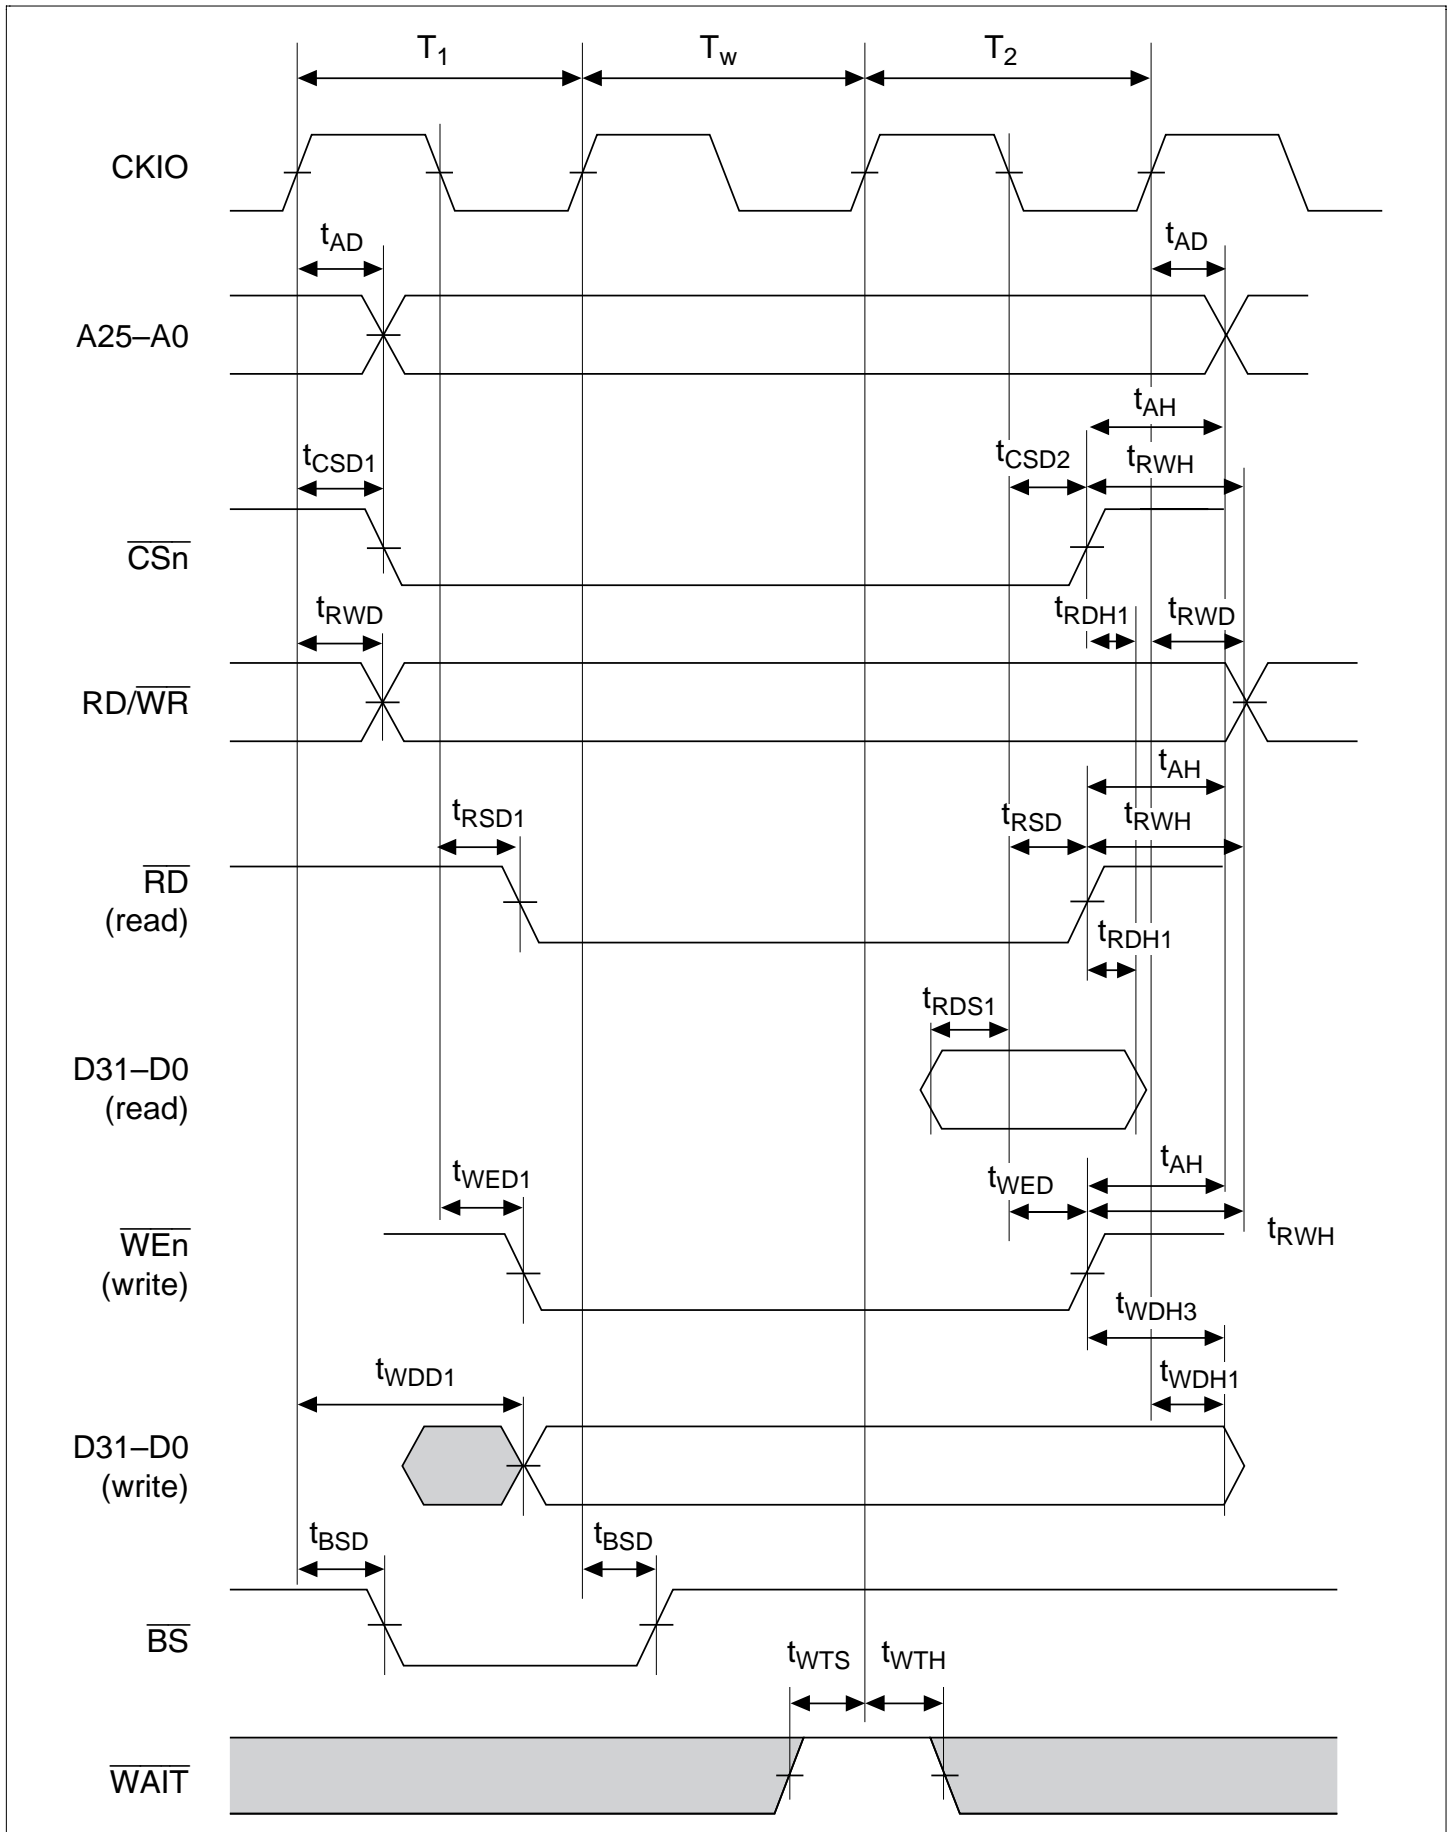 T1 Tw T2
CKIO
tAD tAD
A25–A0
tAH
tCSD1 tCSD2 tRWH
CSn
tRWD tRDH1 tRWD
RD/WR
tAH
tRSD1 tRSD tRWH
RD
(read)
tRDH1
tRDS1
D31–D0
(read)
tAH
tWED1 tWED
WEn
(write)
tRWH
tWDH3
tWDD1 tWDH1
D31–D0
(write)
tBSD tBSD
BS
tWTS tWTH
WAIT